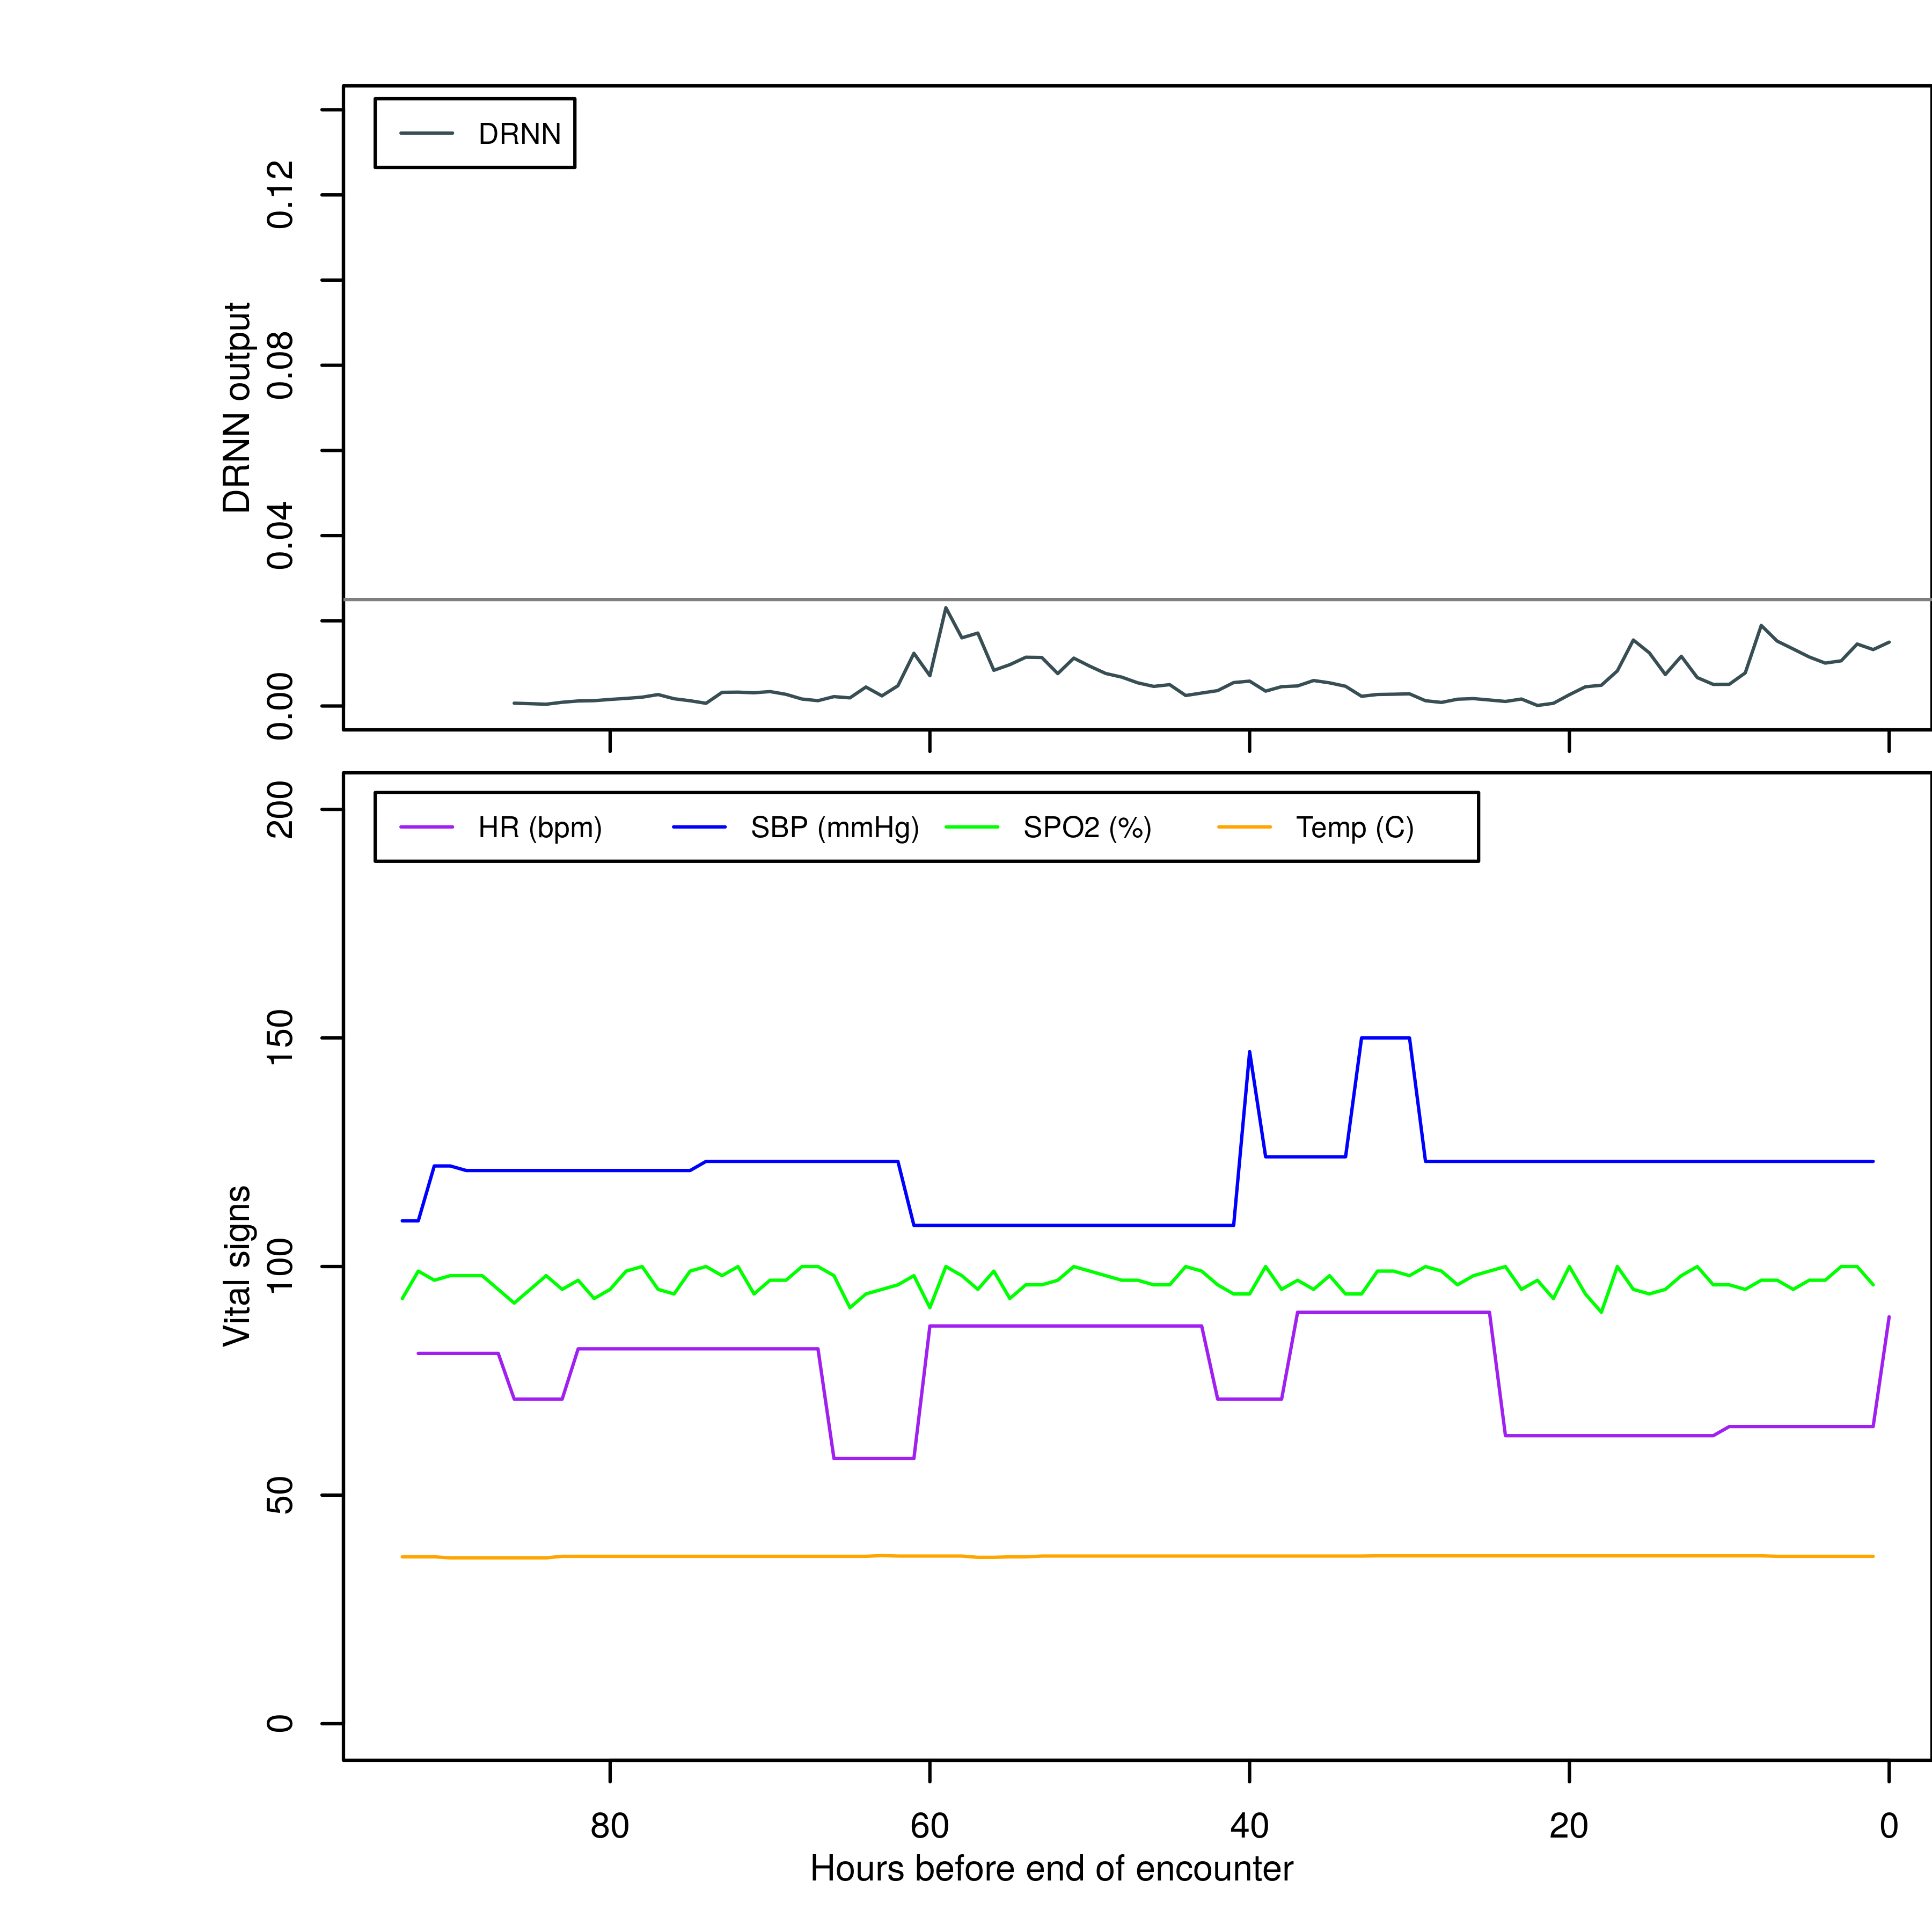 DRNN
DRNN output
0.12
0.08
0.04
0.00
HR (bpm) SBP (mmHg) SPO2 (%) Temp (C)
Vital signs
200
150
100
50
0
80 60 40 20 0
Hours before end of encounter